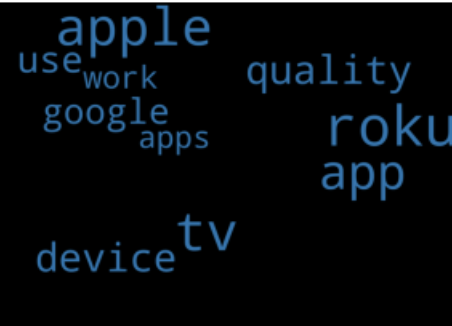 apple
use
work
quality
google
roku
apps
app
tv
device